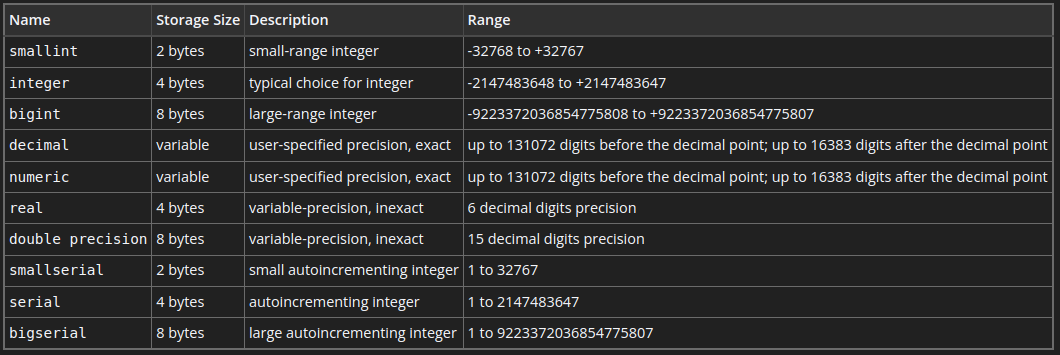 Name Storage Size Description Range
smallint 2 bytes small-range integer -32768 to +32767
integer 4 bytes typical choice for integer -2147483648 to +2147483647
bigint 8 bytes large-range integer -9223372036854775808 to +9223372036854775807
decimal variable user-specified precision, exact up to 131072 digits before the decimal point; up to 16383 digits after the decimal point
numeric variable user-specified precision, exact up to 131072 digits before the decimal point; up to 16383 digits after the decimal point
real 4 bytes variable-precision, inexact 6 decimal digits precision
double precision 8 bytes variable-precision, inexact 15 decimal digits precision
smallserial 2 bytes small autoincrementing integer 1 to 32767
serial 4 bytes autoincrementing integer 1 to 2147483647
bigserial 8 bytes large autoincrementing integer 1 to 9223372036854775807